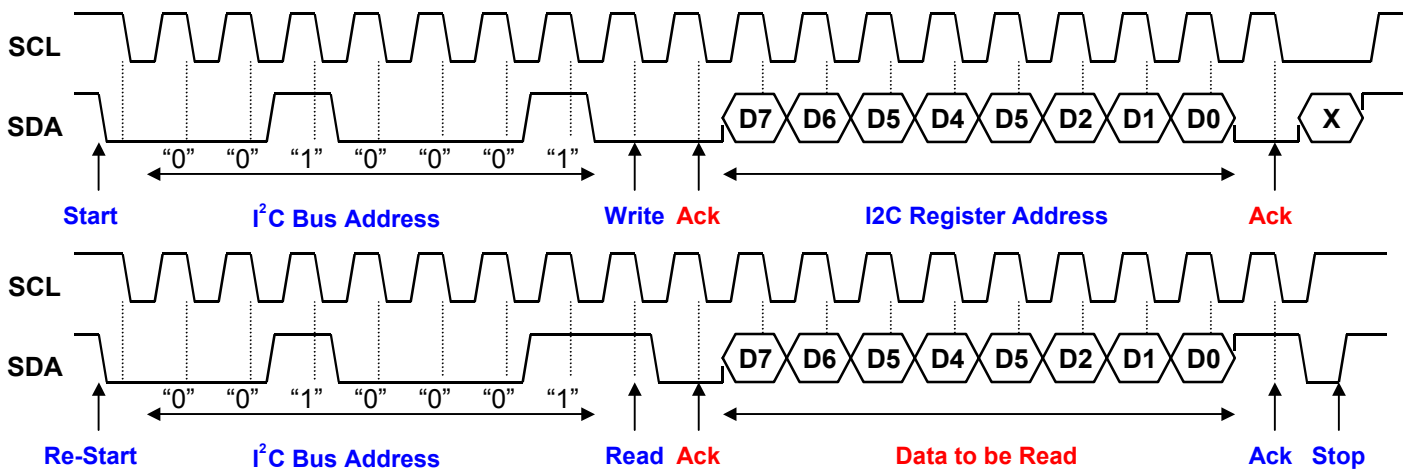 SCL
SDA
D7 D6 D5 D4 D5 D2 D1 D0 X
“0” “0” “1” “0” “0” “0” “1”
Start I²C Bus Address Write Ack I2C Register Address Ack
SCL
SDA
D7 D6 D5 D4 D5 D2 D1 D0
“0” “0” “1” “0” “0” “0” “1”
Re-Start I²C Bus Address Read Ack Data to be Read Ack Stop